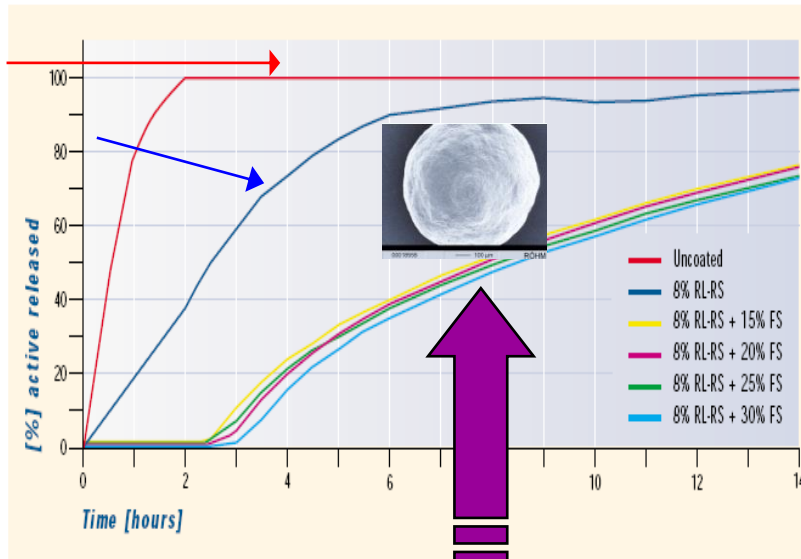 [%] active released
100
80
60
40
20
0
0 2 4 6 10 12 14
Time [hours]
100 µm RÖHM
Uncoated
8% RL-RS
8% RL-RS + 15% FS
8% RL-RS + 20% FS
8% RL-RS + 25% FS
8% RL-RS + 30% FS